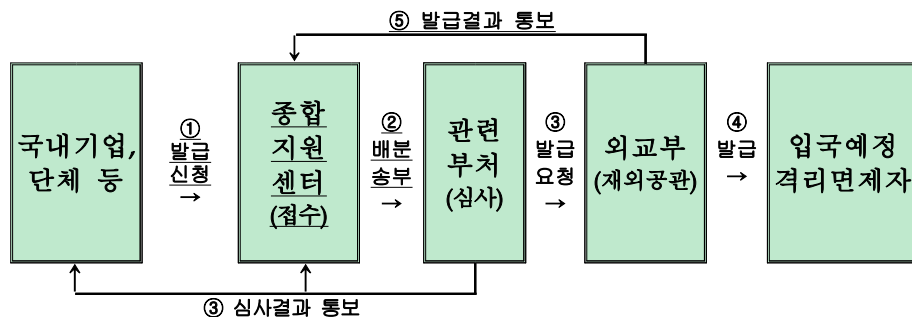 ⑤ 발급결과 통보
국내기업,
단체 등
①
발급
신청
→
종합
지원
센터
(접수)
②
배분
송부
→
관련
부처
(심사)
③
발급
요청
→
외교부
(재외공관)
④
발급
→
입국예정
격리면제자
③ 심사결과 통보